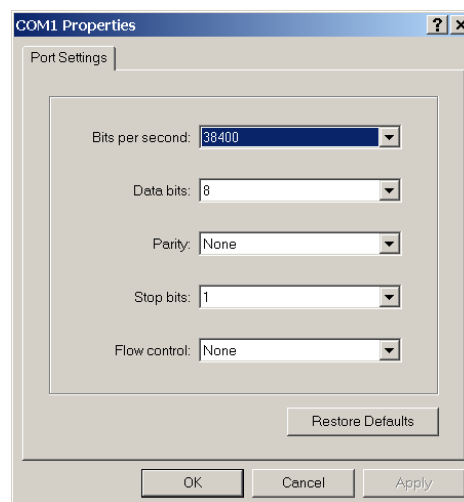 COM1 Properties
Port Settings
Bits per second: 38400
Data bits: 8
Parity: None
Stop bits: 1
Flow control: None
Restore Defaults
OK Cancel Apply